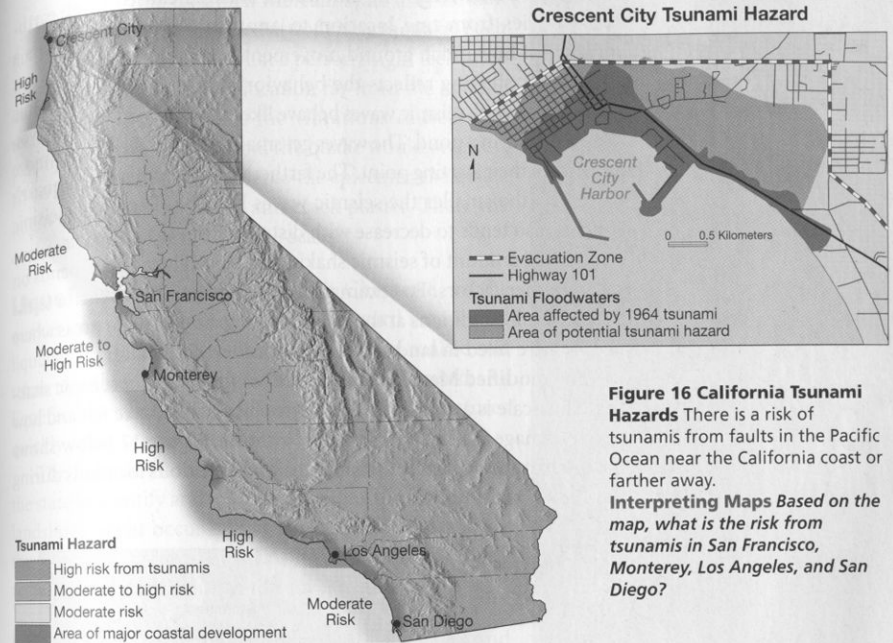 Crescent City
High
Risk
Moderate
Risk
San Francisco
Moderate to
High Risk
Monterey
High
Risk
High
Risk
Los Angeles
Moderate
Risk
San Diego
Tsunami Hazard
High risk from tsunamis
Moderate to high risk
Moderate risk
Area of major coastal development
Crescent City Tsunami Hazard
N
Crescent
City
Harbor
0 0.5 Kilometers
Evacuation Zone
Highway 101
Tsunami Floodwaters
Area affected by 1964 tsunami
Area of potential tsunami hazard
Figure 16 California Tsunami
Hazards There is a risk of
tsunamis from faults in the Pacific
Ocean near the California coast or
farther away.
Interpreting Maps Based on the
map, what is the risk from
tsunamis in San Francisco,
Monterey, Los Angeles, and San
Diego?